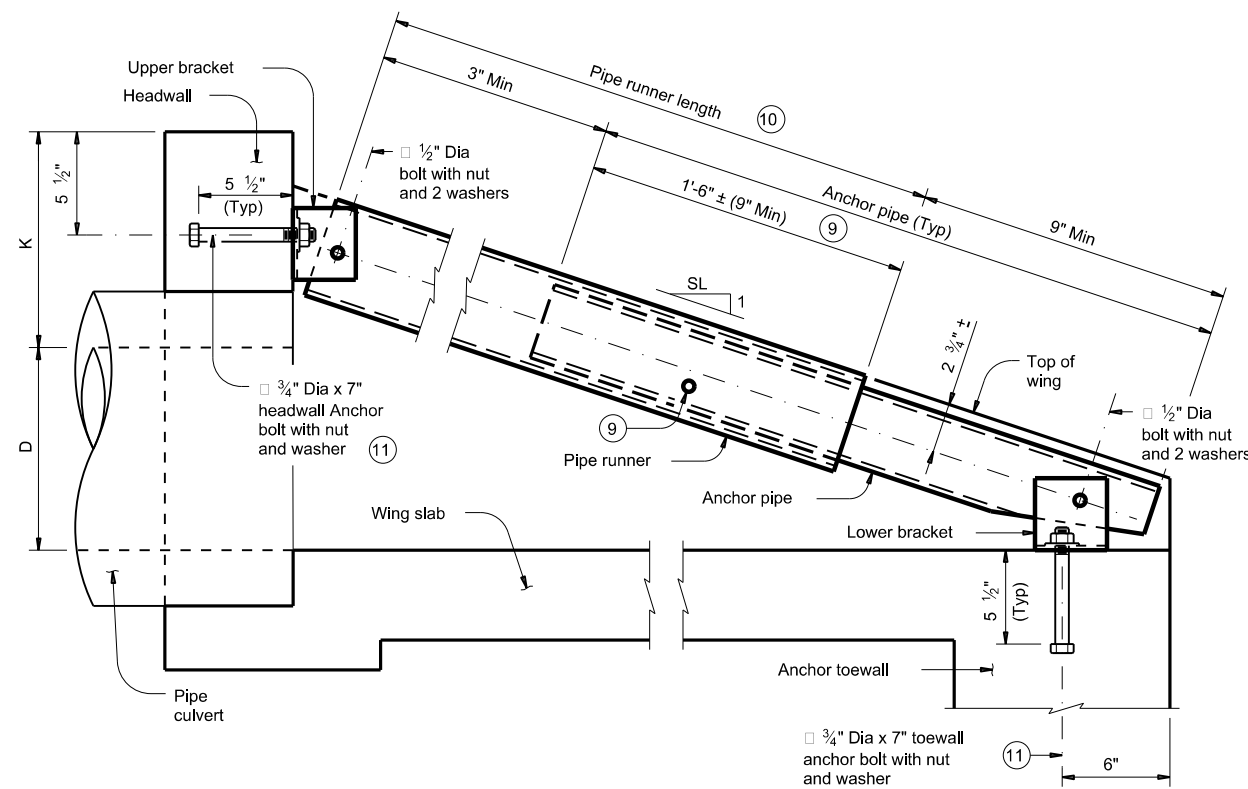 Upper bracket
Headwall
Pipe runner length
10
3" Min
□ ½" Dia
bolt with nut
and 2 washers
5 ½"
5 ½"
(Typ)
K
1'-6" ± (9" Min)
9
Anchor pipe (Typ)
9" Min
SL
1
2 ¾" ±
Top of
wing
□ ½" Dia
bolt with nut
and 2 washers
□ ¾" Dia x 7"
headwall Anchor
bolt with nut
and washer
11
D
9
Pipe runner
Anchor pipe
Wing slab
Lower bracket
5 ½"
(Typ)
Anchor toewall
Pipe
culvert
□ ¾" Dia x 7" toewall
anchor bolt with nut
and washer
11
6"